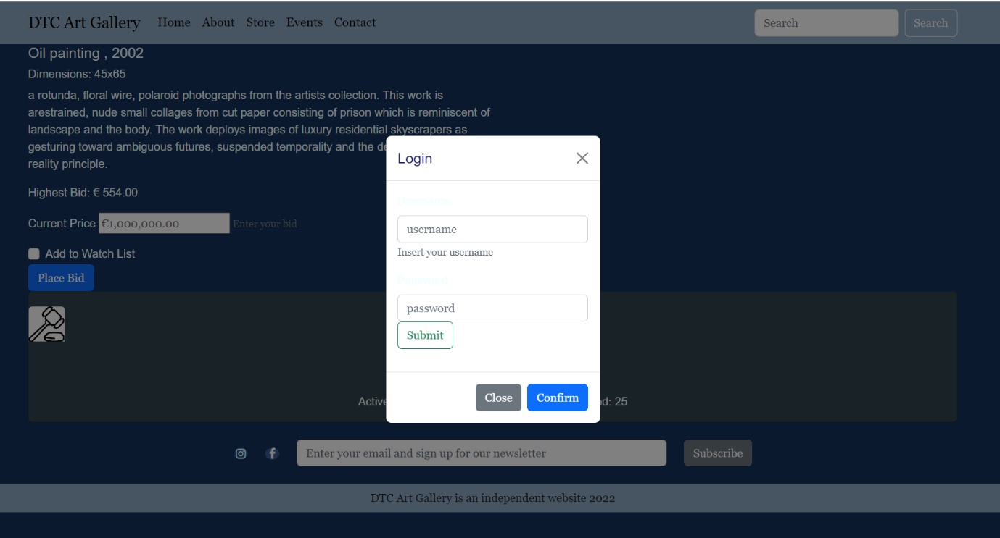 DTC Art Gallery Home About Store Events Contact Search Search
Oil painting , 2002
Dimensions: 45x65
a rotunda, floral wire, polaroid photographs from the artists collection. This work is
arestrained, nude small collages from cut paper consisting of prison which is reminiscent of
landscape and the body. The work deploys images of luxury residential skyscrapers as
gesturing toward ambiguous futures, suspended temporality and the de
reality principle.
Highest Bid: € 554.00
Current Price €1,000,000.00 Enter your bid
Add to Watch List
Place Bid
Login
Username
username
Insert your username
Password
password
Submit
Close Confirm
Active ed: 25
Enter your email and sign up for our newsletter Subscribe
DTC Art Gallery is an independent website 2022